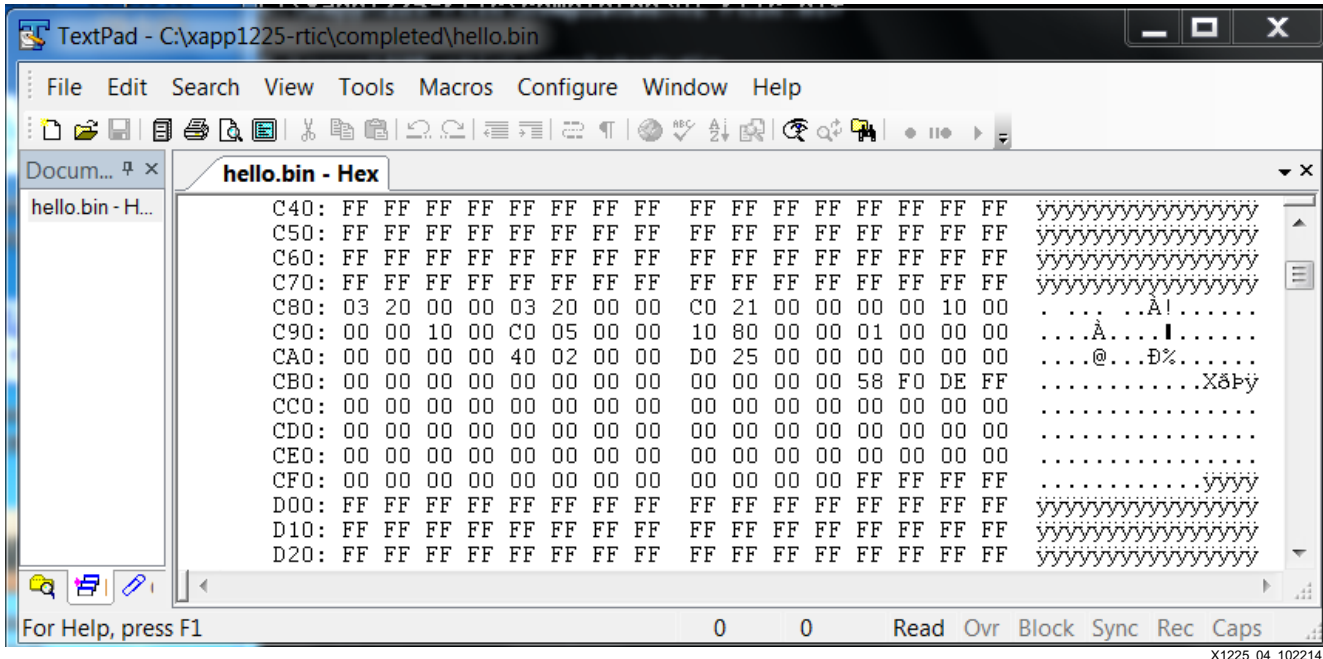 TextPad - C:\xapp1225-rtic\completed\hello.bin
File Edit Search View Tools Macros Configure Window Help
Docum...
hello.bin - Hex
hello.bin - H...
C40: FF FF FF FF FF FF FF FF FF FF FF FF FF FF FF FF ÿÿÿÿÿÿÿÿÿÿÿÿÿÿÿÿ
C50: FF FF FF FF FF FF FF FF FF FF FF FF FF FF FF FF ÿÿÿÿÿÿÿÿÿÿÿÿÿÿÿÿ
C60: FF FF FF FF FF FF FF FF FF FF FF FF FF FF FF FF ÿÿÿÿÿÿÿÿÿÿÿÿÿÿÿÿ
C70: FF FF FF FF FF FF FF FF FF FF FF FF FF FF FF FF ÿÿÿÿÿÿÿÿÿÿÿÿÿÿÿÿ
C80: 03 20 00 00 03 20 00 00 C0 21 00 00 00 00 10 00 . ... ..À!......
C90: 00 00 10 00 C0 05 00 00 10 80 00 00 01 00 00 00 ....À....▌......
CA0: 00 00 00 00 40 02 00 00 D0 25 00 00 00 00 00 00 ....@...Ð%......
CB0: 00 00 00 00 00 00 00 00 00 00 00 00 58 F0 DE FF ............XðÞÿ
CC0: 00 00 00 00 00 00 00 00 00 00 00 00 00 00 00 00 ................
CD0: 00 00 00 00 00 00 00 00 00 00 00 00 00 00 00 00 ................
CE0: 00 00 00 00 00 00 00 00 00 00 00 00 00 00 00 00 ................
CF0: 00 00 00 00 00 00 00 00 00 00 00 00 FF FF FF FF ............ÿÿÿÿ
D00: FF FF FF FF FF FF FF FF FF FF FF FF FF FF FF FF ÿÿÿÿÿÿÿÿÿÿÿÿÿÿÿÿ
D10: FF FF FF FF FF FF FF FF FF FF FF FF FF FF FF FF ÿÿÿÿÿÿÿÿÿÿÿÿÿÿÿÿ
D20: FF FF FF FF FF FF FF FF FF FF FF FF FF FF FF FF ÿÿÿÿÿÿÿÿÿÿÿÿÿÿÿÿ
For Help, press F1 0 0 Read Ovr Block Sync Rec Caps
X1225_04_102214